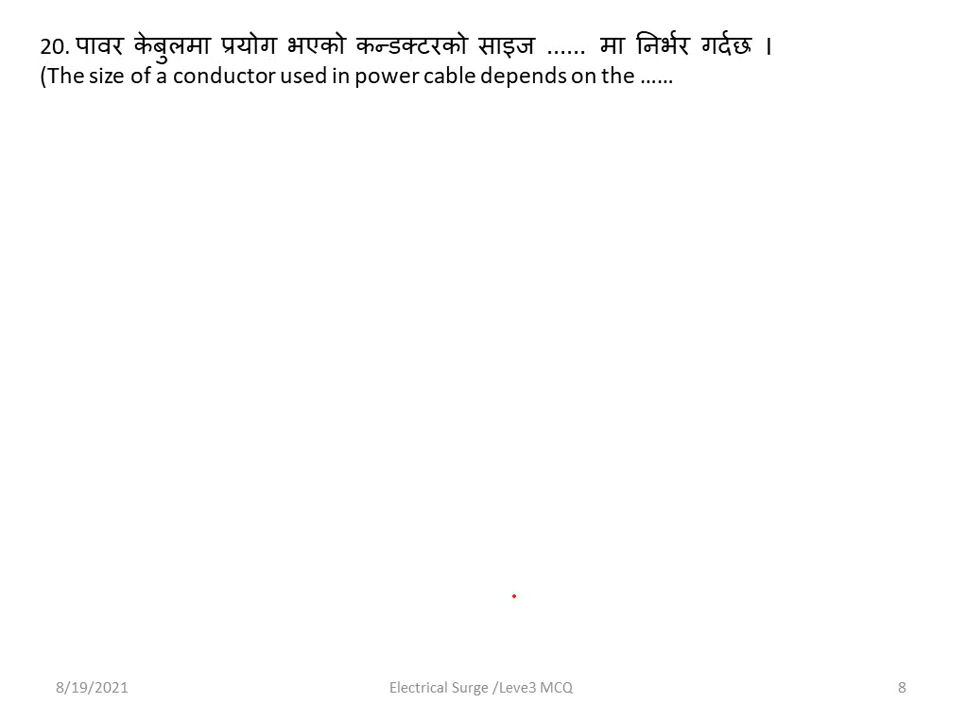 20. पावर केबुलमा प्रयोग भएको कन्डक्टरको साइज ...... मा निर्भर गर्दछ ।
(The size of a conductor used in power cable depends on the ......
8/19/2021
Electrical Surge /Leve3 MCQ
8